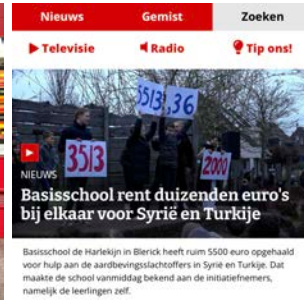 Nieuws Gemist Zoeken
Televisie Radio Tip ons!
3513 5513,36 2000
NIEUWS
Basisschool rent duizenden euro's
bij elkaar voor Syrië en Turkije
Basisschool de Harlekijn in Blerick heeft ruim 5500 euro opgehaald
voor hulp aan de aardbevingsslachtoffers in Syrië en Turkije. Dat
maakte de school vanmiddag bekend aan de initiatiefnemers,
namelijk de leerlingen zelf.